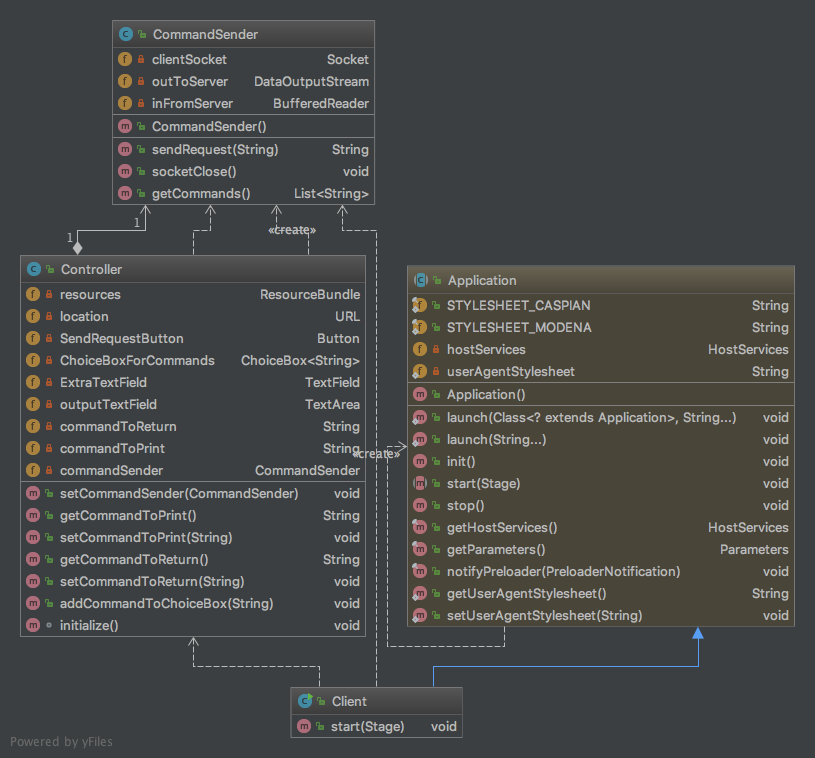 CommandSender
clientSocket Socket
outToServer DataOutputStream
inFromServer BufferedReader
CommandSender()
sendRequest(String) String
socketClose() void
getCommands() List<String>
1
1
«create»
Controller
resources ResourceBundle
location URL
SendRequestButton Button
ChoiceBoxForCommands ChoiceBox<String>
ExtraTextField TextField
outputTextField TextArea
commandToReturn String
commandToPrint String
commandSender CommandSender
setCommandSender(CommandSender) void
getCommandToPrint() String
setCommandToPrint(String) void
getCommandToReturn() String
setCommandToReturn(String) void
addCommandToChoiceBox(String) void
initialize() void
«create»
Application
STYLESHEET_CASPIAN String
STYLESHEET_MODENA String
hostServices HostServices
userAgentStylesheet String
Application()
launch(Class<? extends Application>, String...) void
launch(String...) void
init() void
start(Stage) void
stop() void
getHostServices() HostServices
getParameters() Parameters
notifyPreloader(PreloaderNotification) void
getUserAgentStylesheet() String
setUserAgentStylesheet(String) void
Client
start(Stage) void
Powered by yFiles